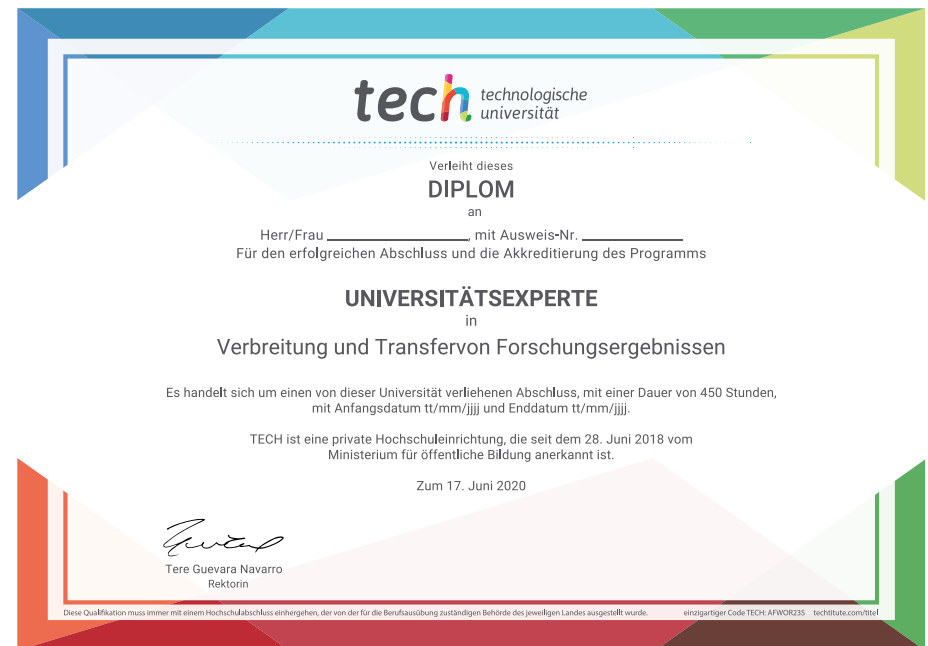 tech technologische
universität
Verleiht dieses
DIPLOM
an
Herr/Frau ____________________, mit Ausweis-Nr. ______________
Für den erfolgreichen Abschluss und die Akkreditierung des Programms
UNIVERSITÄTSEXPERTE
in
Verbreitung und Transfervon Forschungsergebnissen
Es handelt sich um einen von dieser Universität verliehenen Abschluss, mit einer Dauer von 450 Stunden,
mit Anfangsdatum tt/mm/jjjj und Enddatum tt/mm/jjjj.
TECH ist eine private Hochschuleinrichtung, die seit dem 28. Juni 2018 vom
Ministerium für öffentliche Bildung anerkannt ist.
Zum 17. Juni 2020
Tere Guevara Navarro
Rektorin
Diese Qualifikation muss immer mit einem Hochschulabschluss einhergehen, der von der für die Berufsausübung zuständigen Behörde des jeweiligen Landes ausgestellt wurde. einzigartiger Code TECH: AFWOR23S techtitute.com/titel